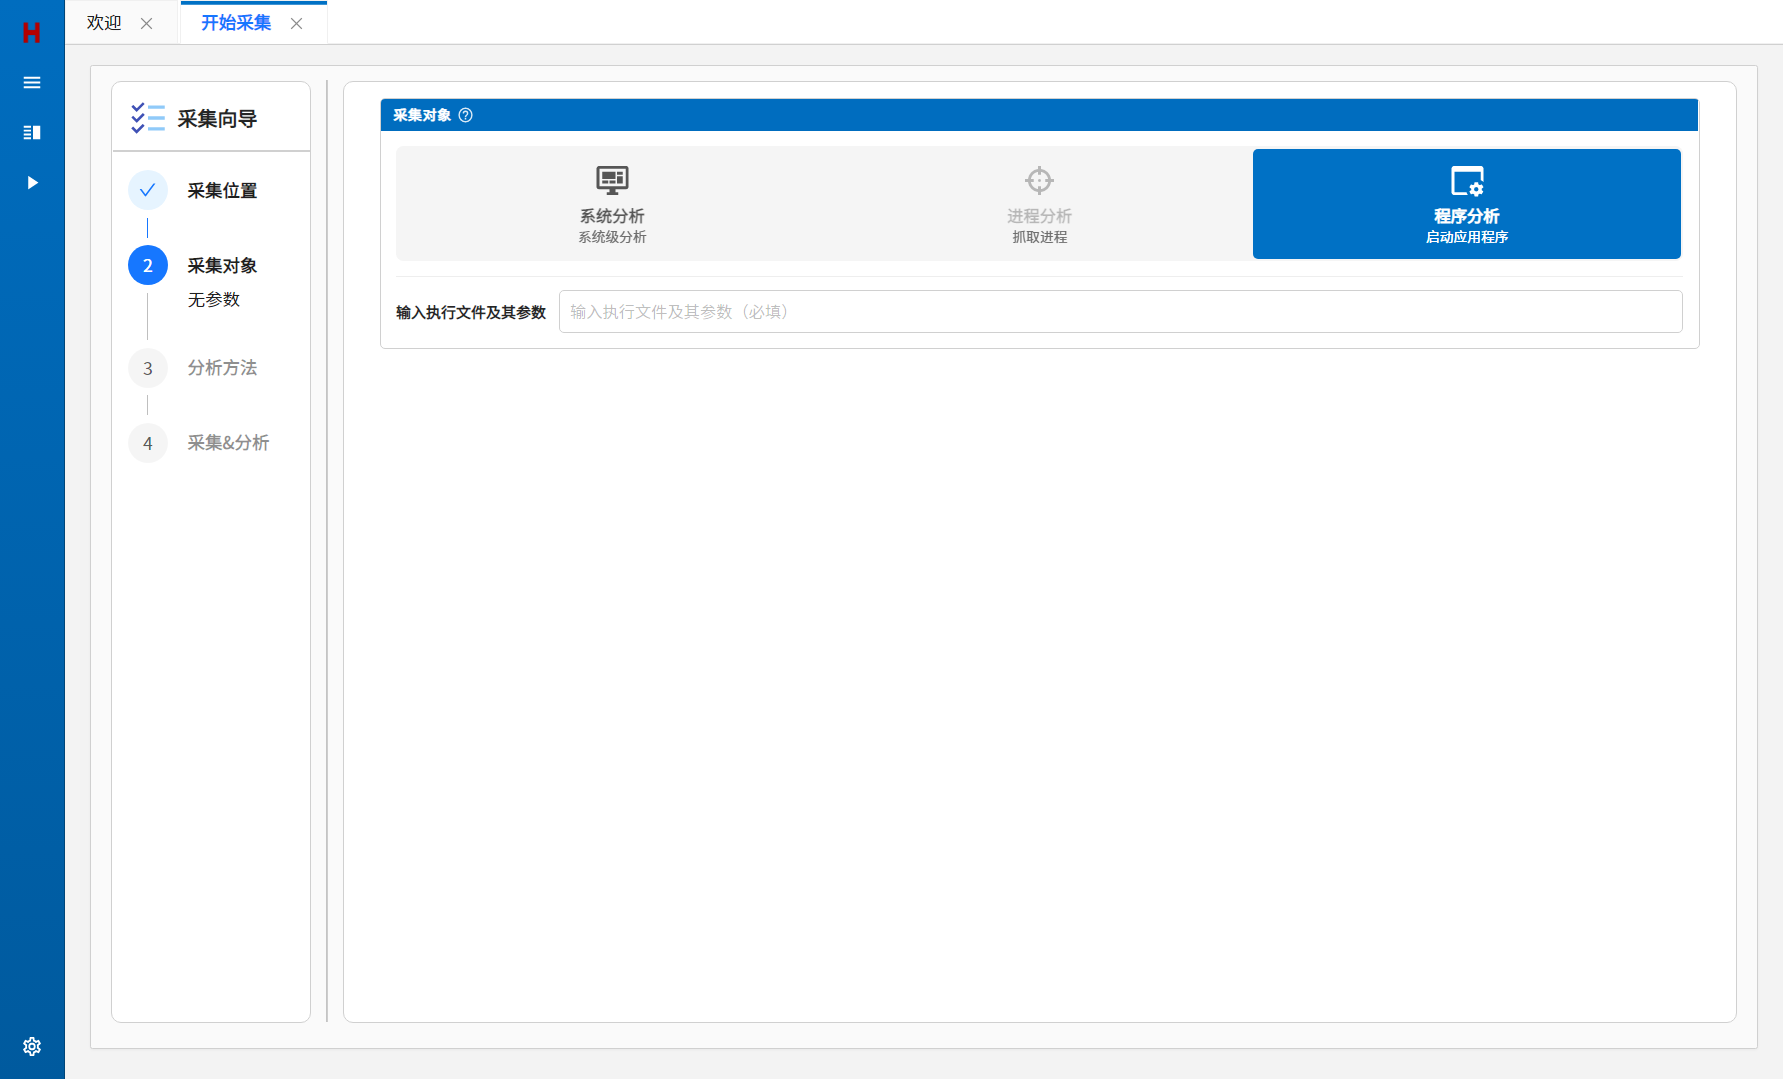 H
欢迎
开始采集
采集向导
采集位置
2
采集对象
无参数
3
分析方法
4
采集&分析
采集对象
系统分析
系统级分析
进程分析
抓取进程
程序分析
启动应用程序
输入执行文件及其参数
输入执行文件及其参数（必填）